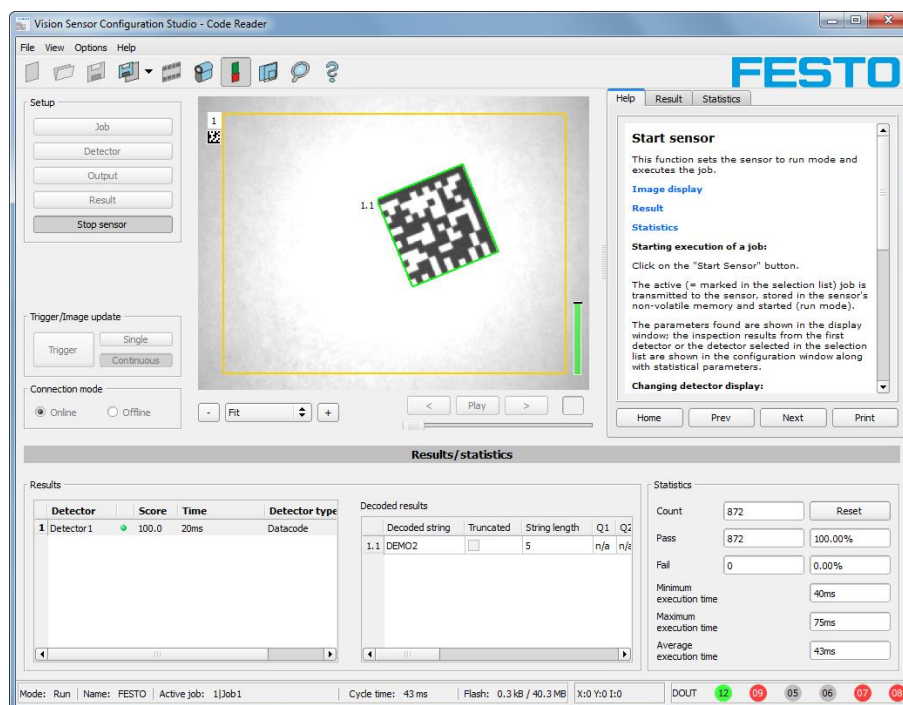 Vision Sensor Configuration Studio - Code Reader
File View Options Help
FESTO
Setup
Job
Detector
Output
Result
Stop sensor
Trigger/Image update
Trigger
Single
Continuous
Connection mode
Online Offline
1
1.1
- Fit +
< Play >
Help Result Statistics
Start sensor
This function sets the sensor to run mode and
executes the job.
Image display
Result
Statistics
Starting execution of a job:
Click on the "Start Sensor" button.
The active (= marked in the selection list) job is
transmitted to the sensor, stored in the sensor's
non-volatile memory and started (run mode).
The parameters found are shown in the display
window; the inspection results from the first
detector or the detector selected in the selection
list are shown in the configuration window along
with statistical parameters.
Changing detector display:
Home Prev Next Print
Results/statistics
Results
Detector Score Time Detector type
1 Detector1 100.0 20ms Datacode
Decoded results
Decoded string Truncated String length Q1 Q2
1.1 DEMO2 5 n/a n/a
Statistics
Count 872 Reset
Pass 872 100.00%
Fail 0 0.00%
Minimum
execution time 40ms
Maximum
execution time 75ms
Average
execution time 43ms
Mode: Run Name: FESTO Active job: 1|Job1 Cycle time: 43 ms Flash: 0.3 kB / 40.3 MB X:0 Y:0 I:0 DOUT 12 09 05 06 07 08